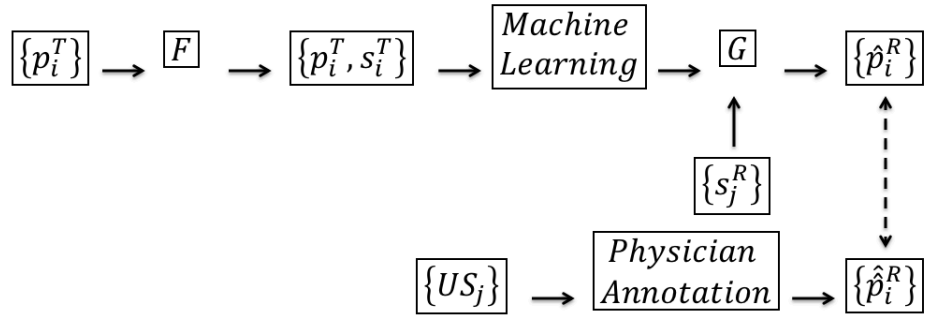 {p_i^T} F {p_i^T, s_i^T} Machine Learning G {p̂_i^R}
{s_j^R}
{US_j} Physician Annotation {p̂̂_i^R}